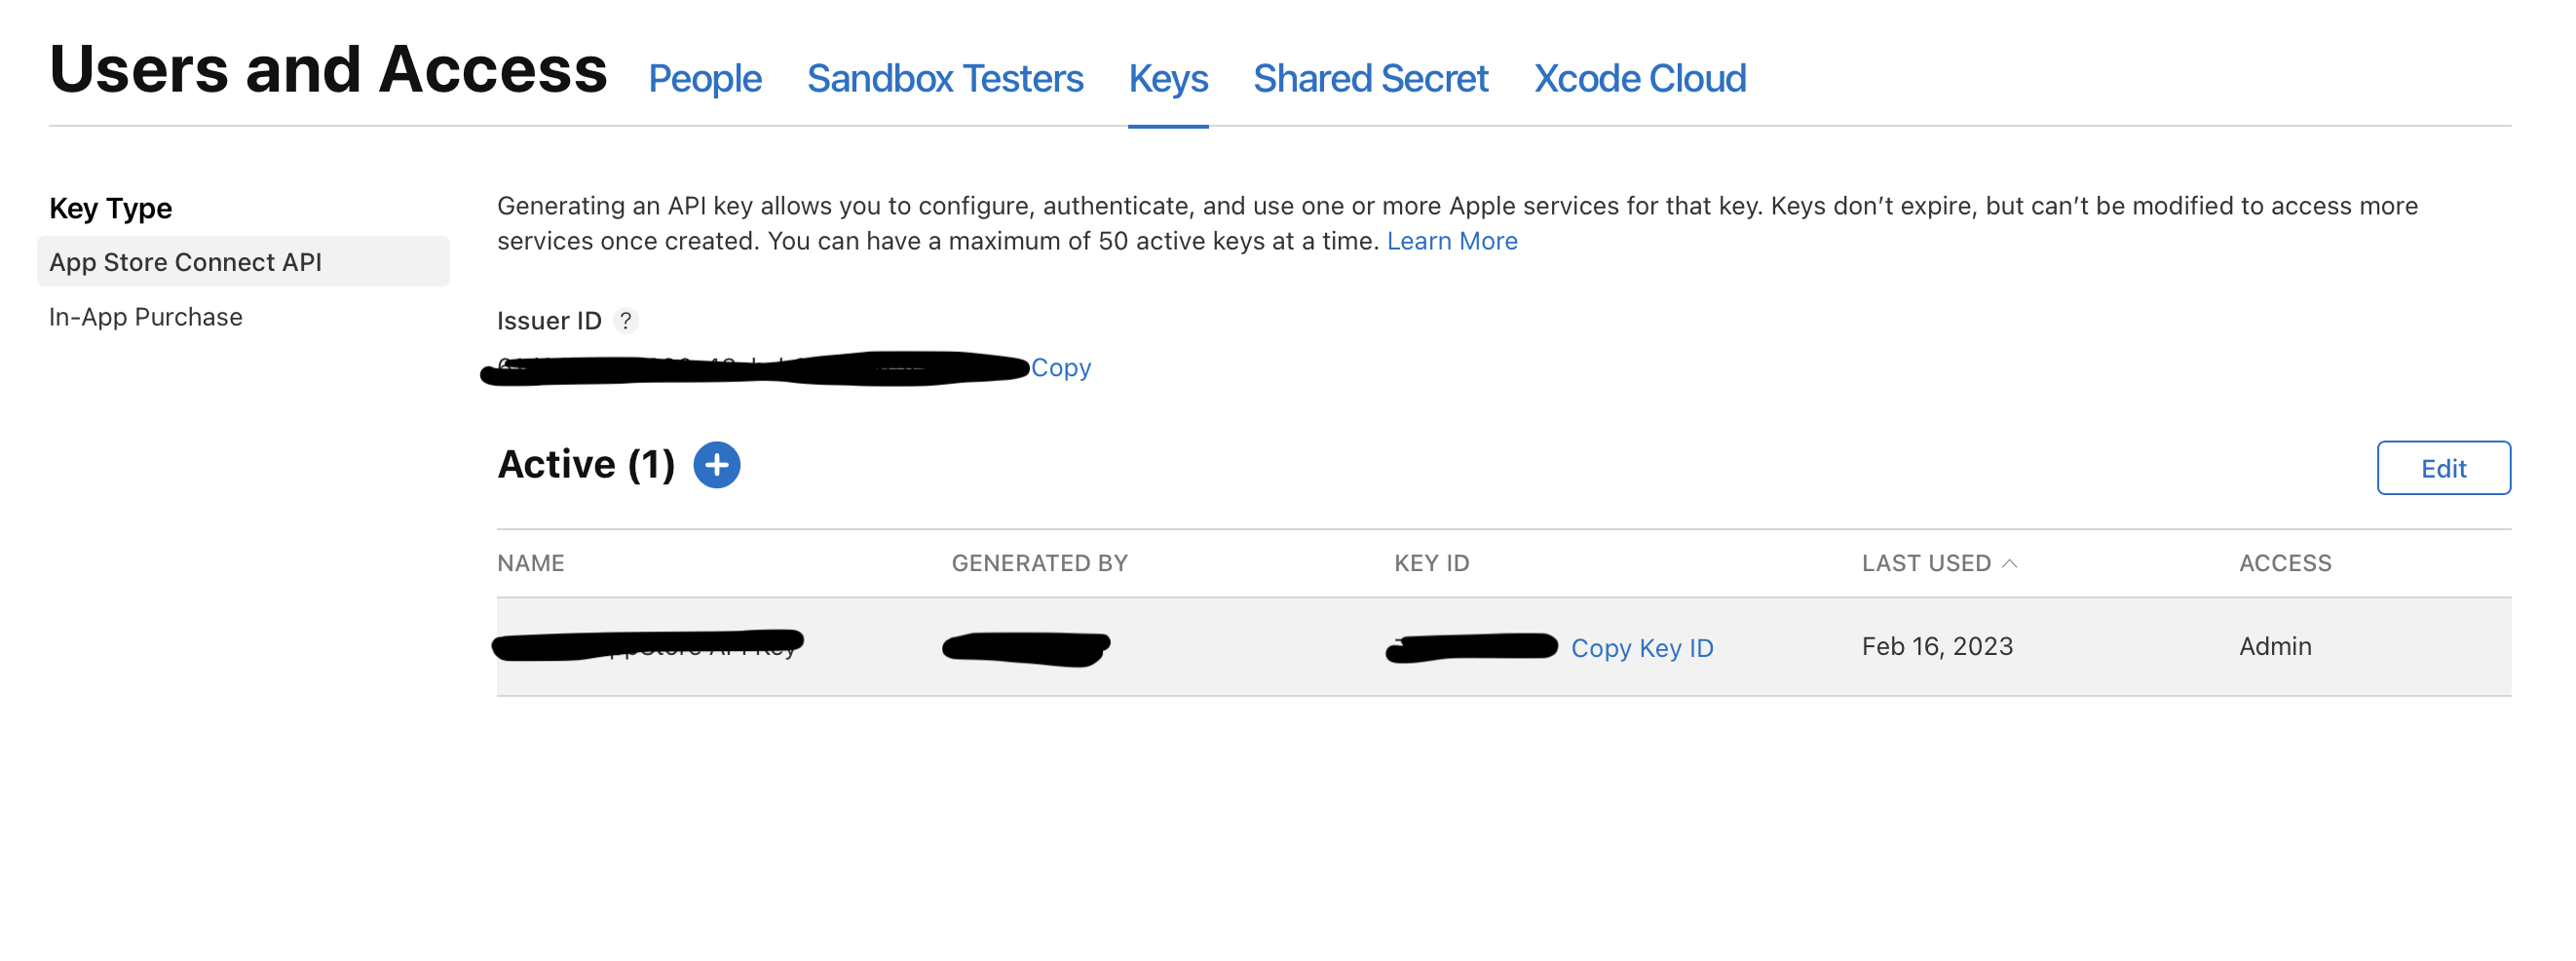 Users and Access People Sandbox Testers Keys Shared Secret Xcode Cloud
Key Type
App Store Connect API
In-App Purchase
Generating an API key allows you to configure, authenticate, and use one or more Apple services for that key. Keys don’t expire, but can’t be modified to access more
services once created. You can have a maximum of 50 active keys at a time. Learn More
Issuer ID ?
Copy
Active (1) +
Edit
NAME GENERATED BY KEY ID LAST USED ACCESS
Copy Key ID Feb 16, 2023 Admin